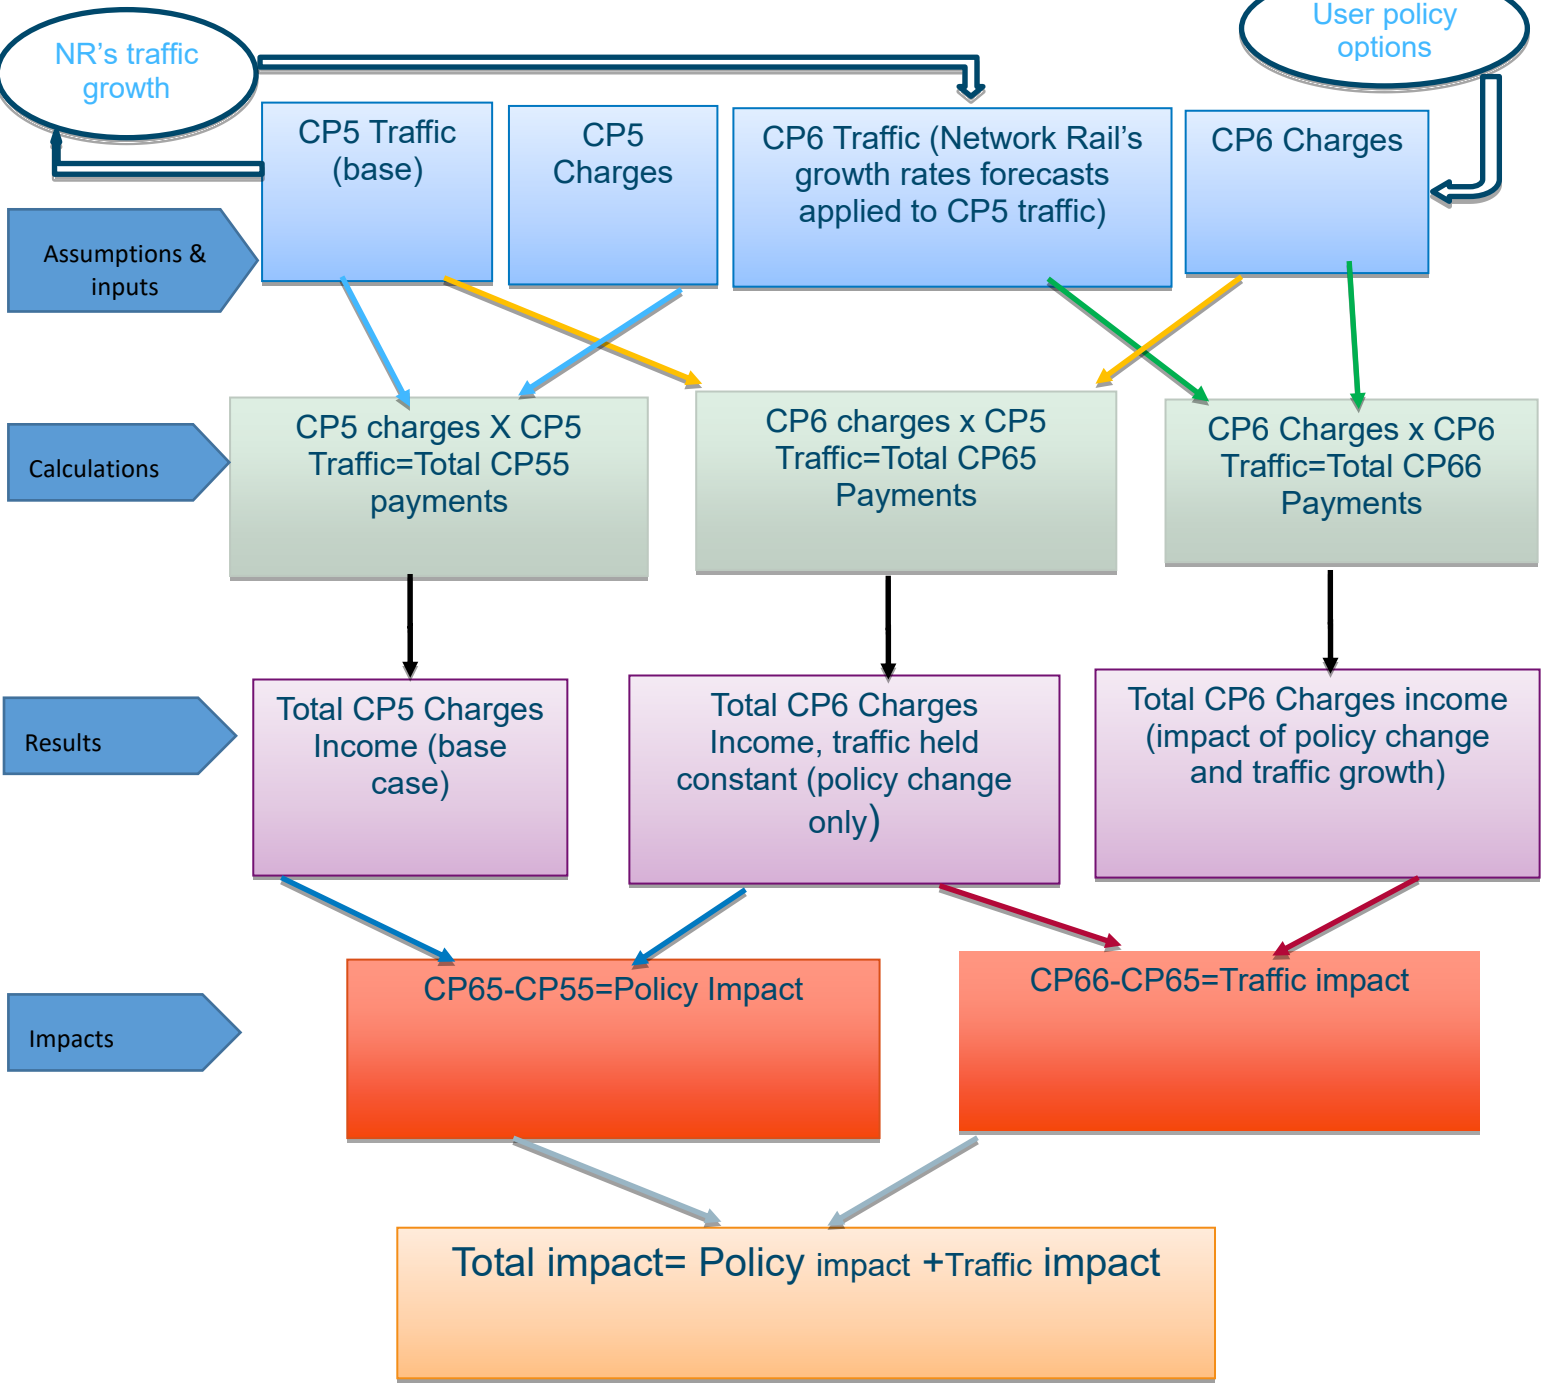 NR’s traffic
growth
User policy
options
CP5 Traffic
(base)
CP5
Charges
CP6 Traffic (Network Rail’s
growth rates forecasts
applied to CP5 traffic)
CP6 Charges
Assumptions &
inputs
Calculations
CP5 charges X CP5
Traffic=Total CP55
payments
CP6 charges x CP5
Traffic=Total CP65
Payments
CP6 Charges x CP6
Traffic=Total CP66
Payments
Results
Total CP5 Charges
Income (base
case)
Total CP6 Charges
Income, traffic held
constant (policy change
only)
Total CP6 Charges income
(impact of policy change
and traffic growth)
Impacts
CP65-CP55=Policy Impact
CP66-CP65=Traffic impact
Total impact= Policy impact +Traffic impact